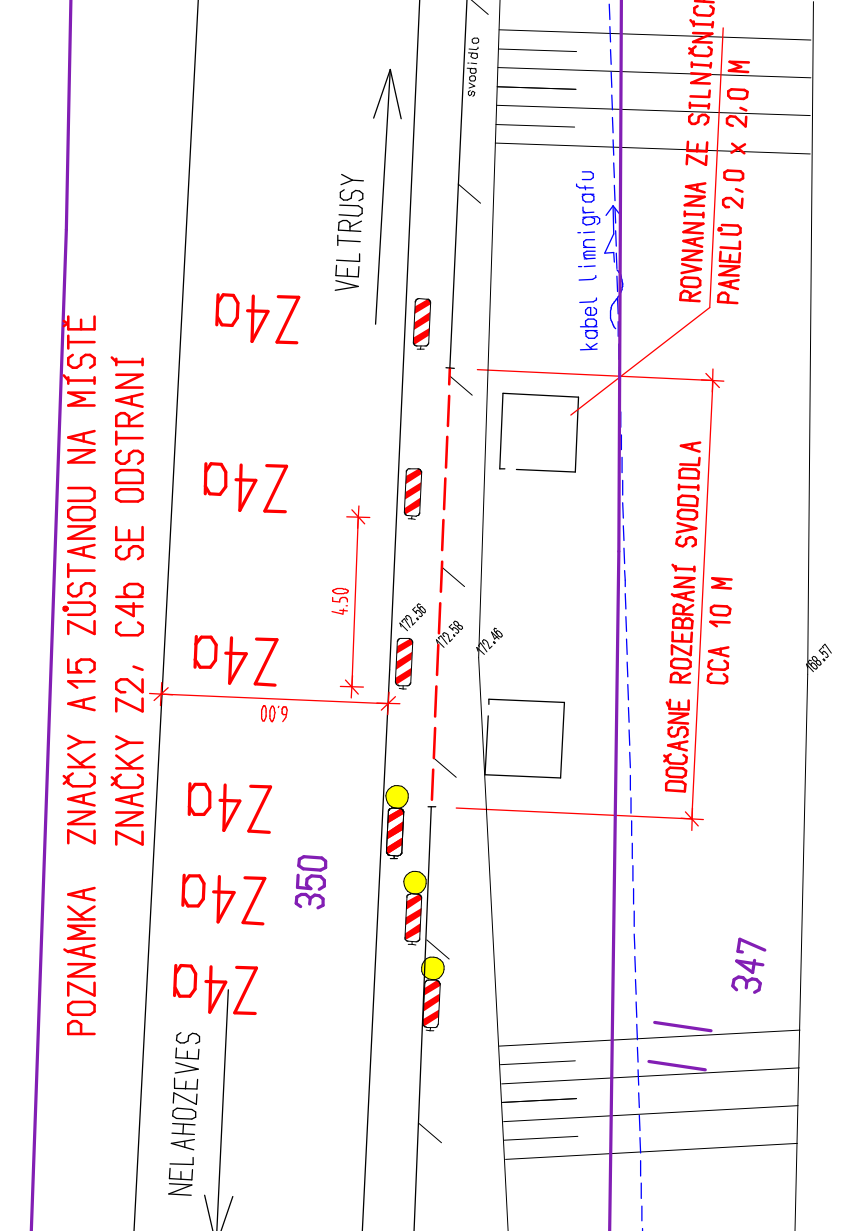 POZNÁMKA ZNAČKY A15 ZŮSTANOU NA MÍSTĚ
ZNAČKY Z2, C4b SE ODSTRANÍ
Z4a
Z4a
Z4a
Z4a
Z4a
Z4a
VELTRUSY
NELAHOZEVES
350
347
6.00
4.50
172.56
172.58
172.46
168.57
svodidlo
kabel limnigrafu
ROVNANINA ZE SILNIČNÍCH
PANELŮ 2,0 x 2,0 M
DOČASNÉ ROZEBRÁNÍ SVODIDLA
CCA 10 M